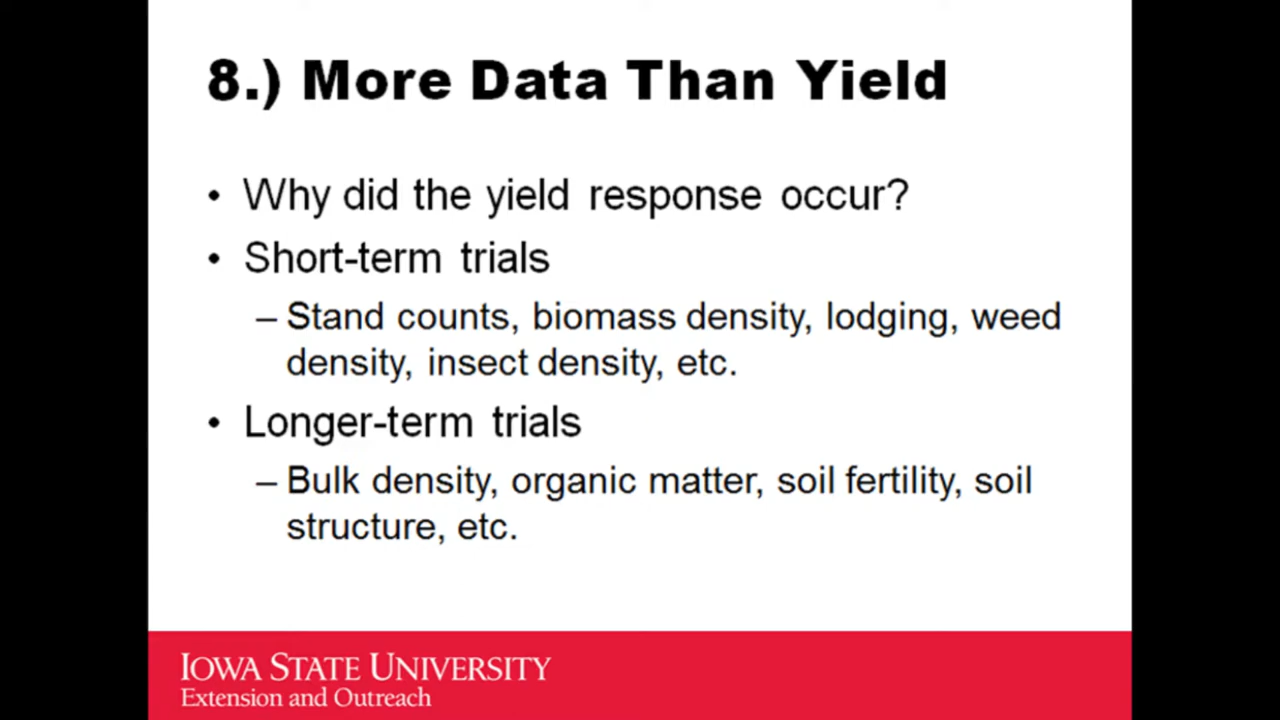 8.) More Data Than Yield
• Why did the yield response occur?
• Short-term trials
– Stand counts, biomass density, lodging, weed
density, insect density, etc.
• Longer-term trials
– Bulk density, organic matter, soil fertility, soil
structure, etc.
IOWA STATE UNIVERSITY
Extension and Outreach